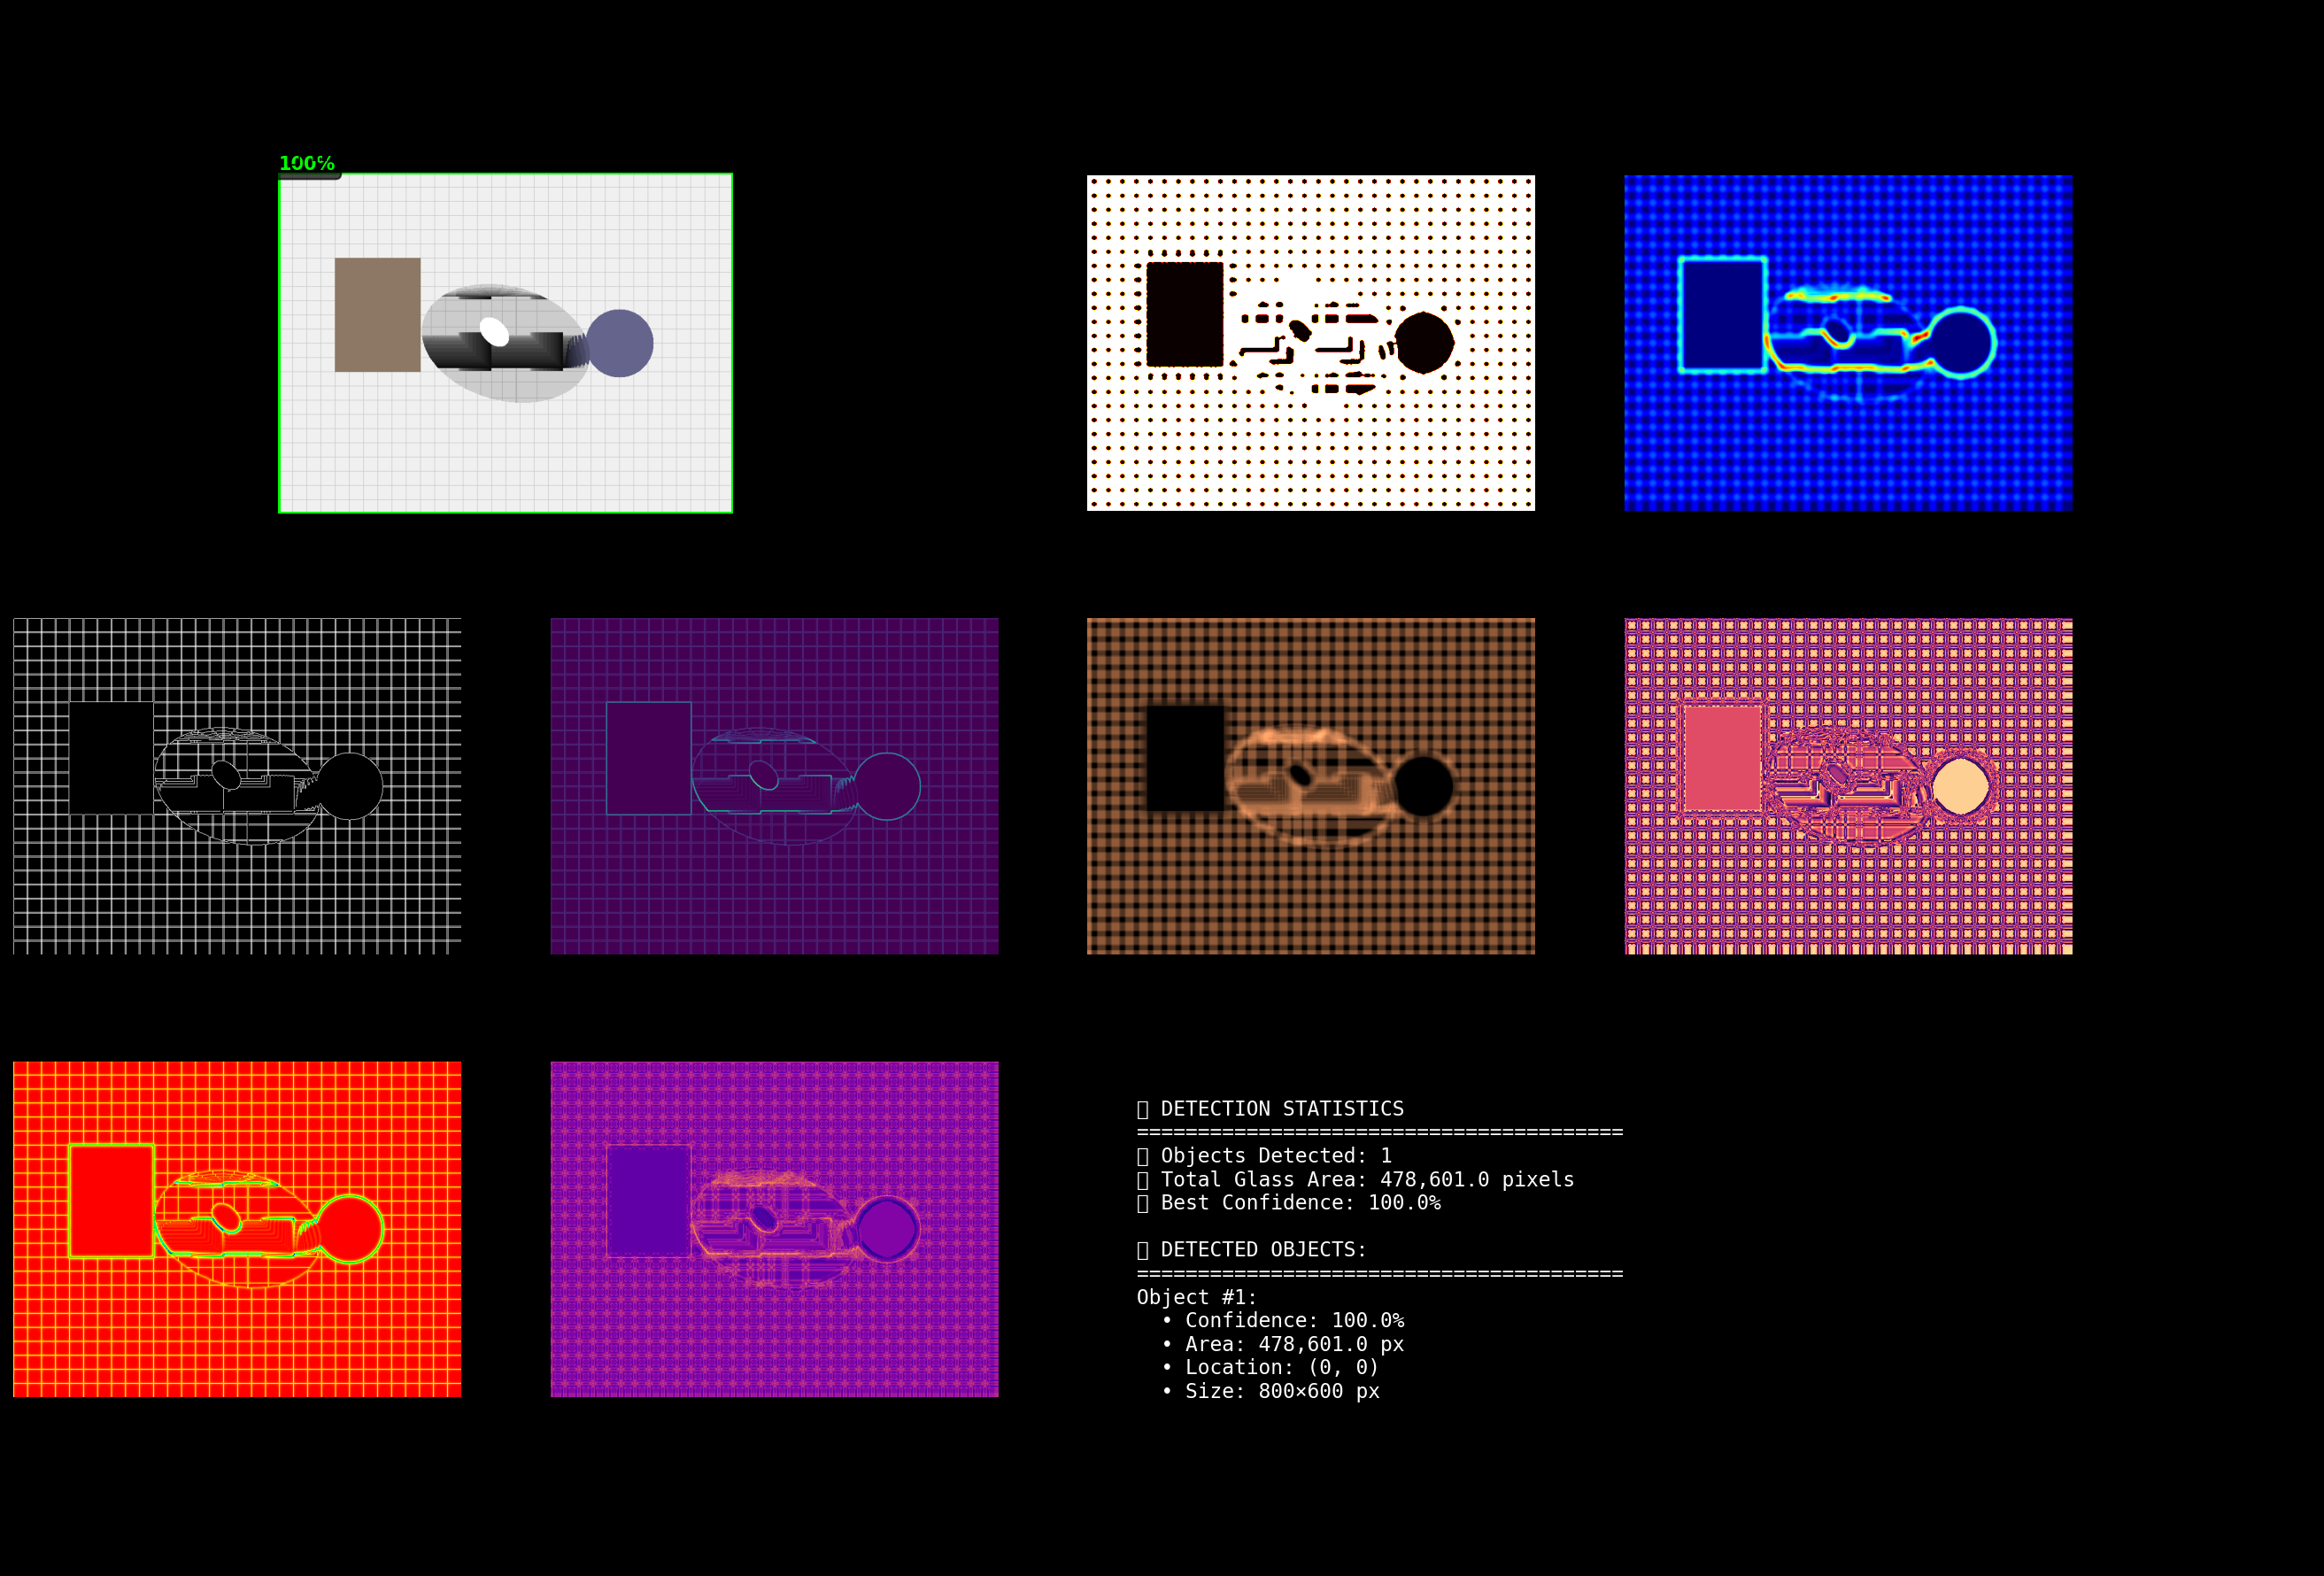 100%
DETECTION STATISTICS
========================================
Objects Detected: 1
Total Glass Area: 478,601.0 pixels
Best Confidence: 100.0%
DETECTED OBJECTS:
========================================
Object #1:
• Confidence: 100.0%
• Area: 478,601.0 px
• Location: (0, 0)
• Size: 800×600 px